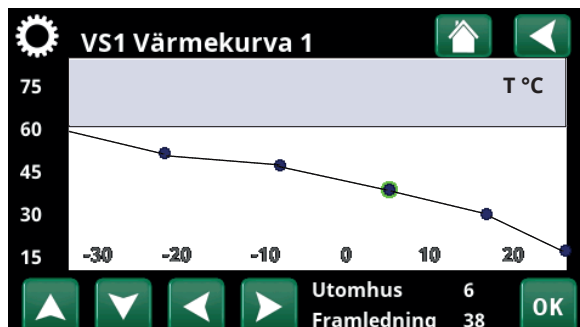 VS1 Värmekurva 1
T °C
75
60
45
30
15
-30 -20 -10 0 10 20
Utomhus 6
Framledning 38
OK